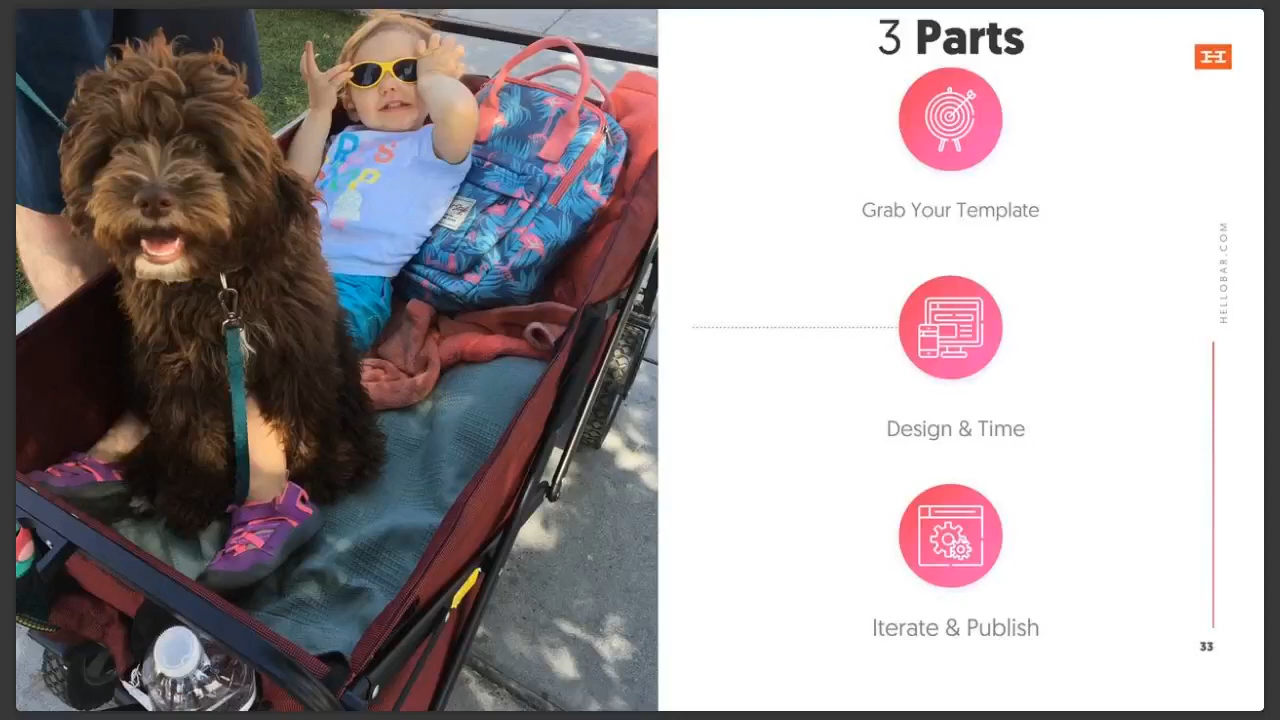 3 Parts
Grab Your Template
Design & Time
Iterate & Publish
HELLOBAR.COM
33